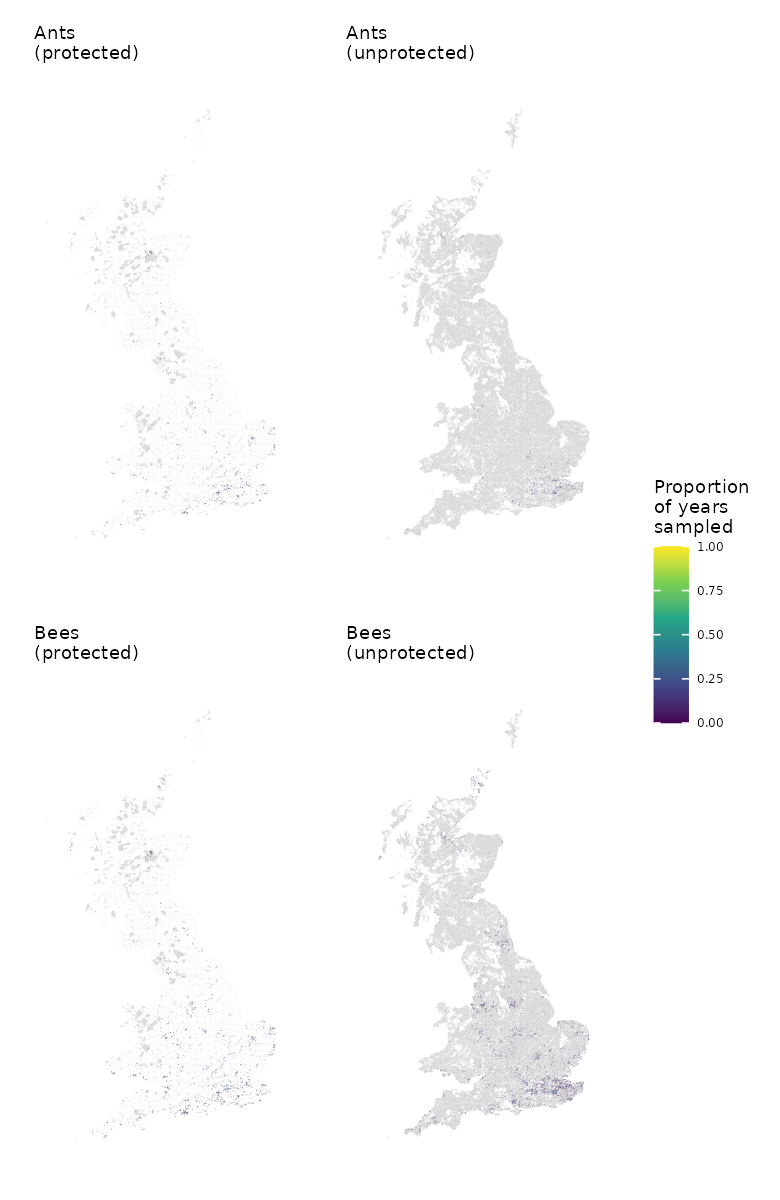 Ants
(protected)
Ants
(unprotected)
Proportion
of years
sampled
1.00
0.75
0.50
0.25
0.00
Bees
(protected)
Bees
(unprotected)